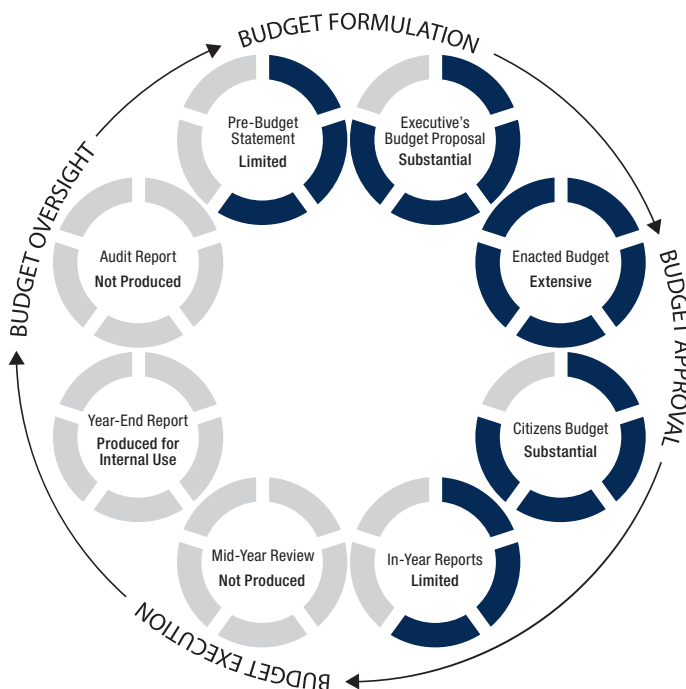 BUDGET FORMULATION
Pre-Budget
Statement
Limited
Executive's
Budget Proposal
Substantial
Enacted Budget
Extensive
BUDGET APPROVAL
Citizens Budget
Substantial
In-Year Reports
Limited
BUDGET EXECUTION
Mid-Year Review
Not Produced
Year-End Report
Produced for
Internal Use
BUDGET OVERSIGHT
Audit Report
Not Produced